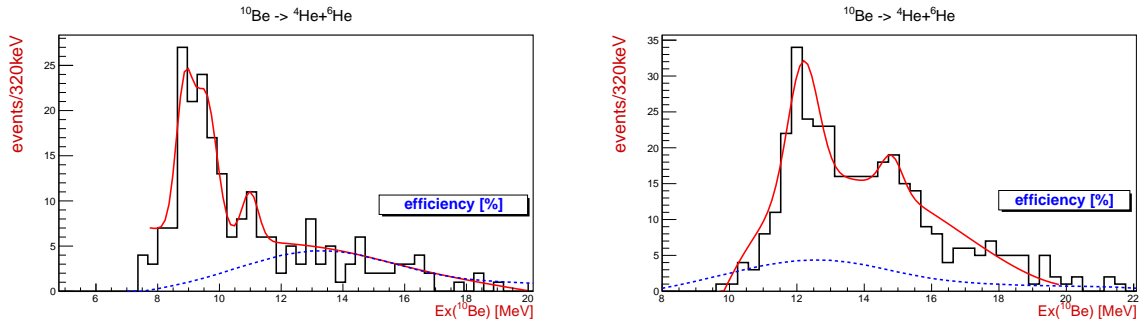 ¹⁰Be -> ⁴He+⁶He
events/320keV
25
20
15
10
5
0
efficiency [%]
6 8 10 12 14 16 18 20
Ex(¹⁰Be) [MeV]
¹⁰Be -> ⁴He+⁶He
events/320keV
35
30
25
20
15
10
5
0
efficiency [%]
8 10 12 14 16 18 20 22
Ex(¹⁰Be) [MeV]